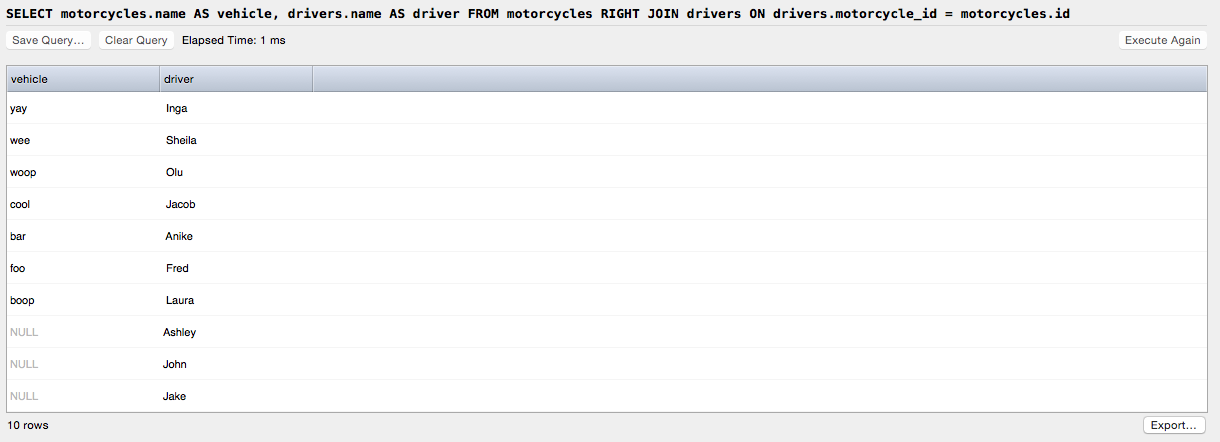 SELECT motorcycles.name AS vehicle, drivers.name AS driver FROM motorcycles RIGHT JOIN drivers ON drivers.motorcycle_id = motorcycles.id
Save Query... Clear Query Elapsed Time: 1 ms Execute Again
vehicle driver
yay Inga
wee Sheila
woop Olu
cool Jacob
bar Anike
foo Fred
boop Laura
NULL Ashley
NULL John
NULL Jake
10 rows Export...